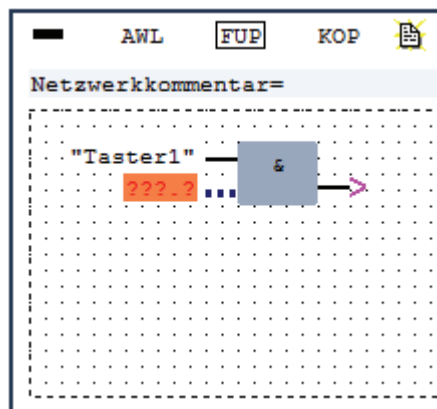 AWL FUP KOP
Netzwerkkommentar=
"Taster1" &
???.?